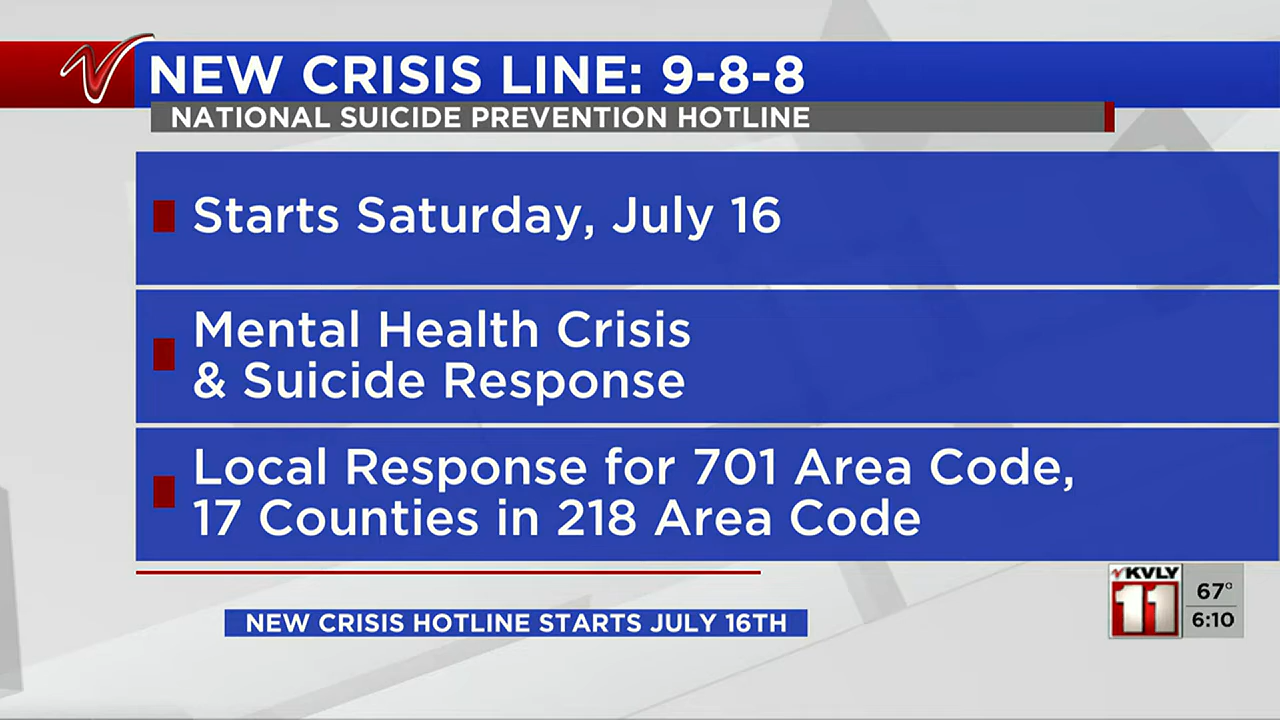 NEW CRISIS LINE: 9-8-8
NATIONAL SUICIDE PREVENTION HOTLINE
Starts Saturday, July 16
Mental Health Crisis
& Suicide Response
Local Response for 701 Area Code,
17 Counties in 218 Area Code
NEW CRISIS HOTLINE STARTS JULY 16TH
KVLY
11
67°
6:10